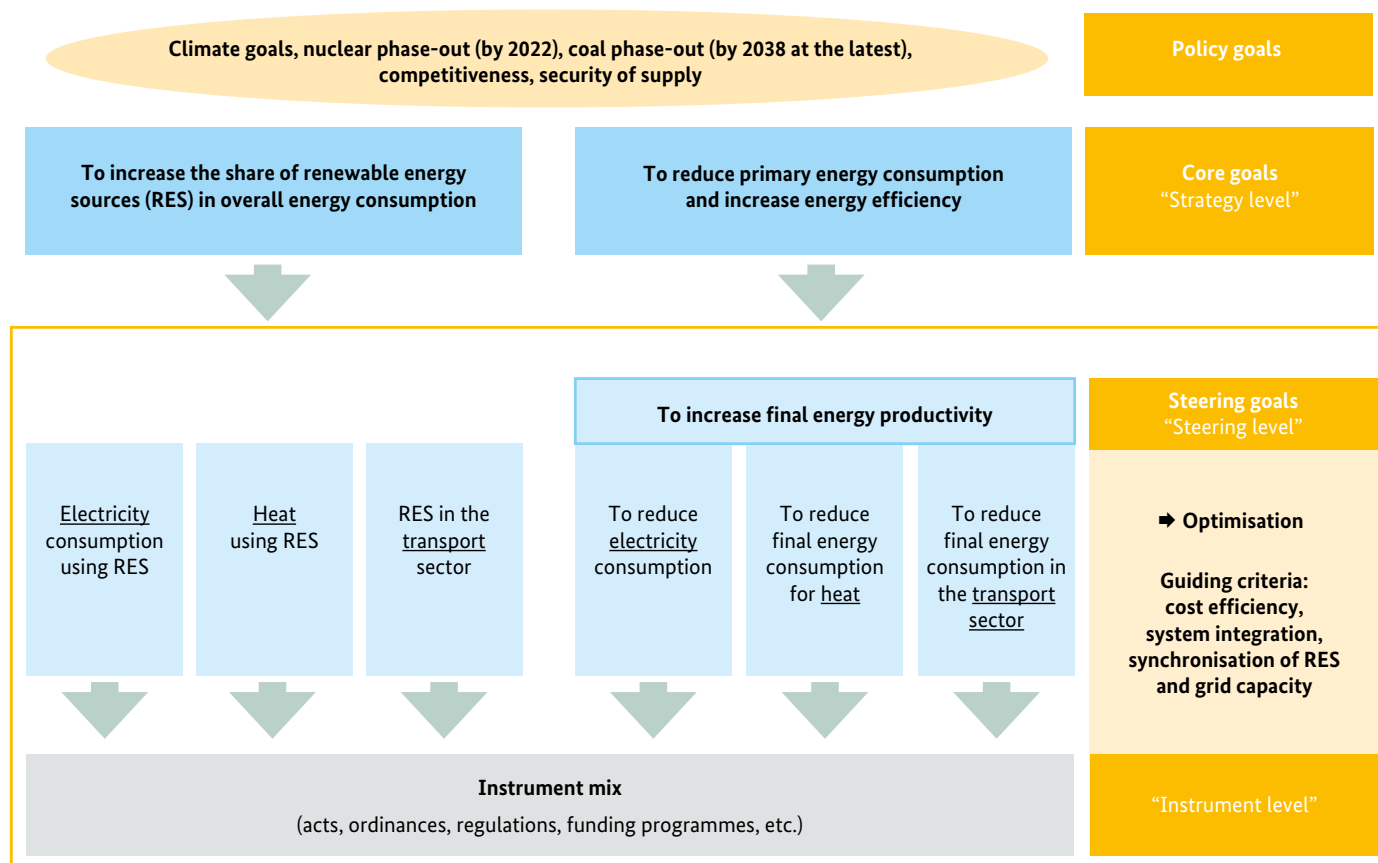 Climate goals, nuclear phase-out (by 2022), coal phase-out (by 2038 at the latest),
competitiveness, security of supply
Policy goals
To increase the share of renewable energy
sources (RES) in overall energy consumption
To reduce primary energy consumption
and increase energy efficiency
Core goals
“Strategy level”
To increase final energy productivity
Steering goals
“Steering level”
Electricity
consumption
using RES
Heat
using RES
RES in the
transport
sector
To reduce
electricity
consumption
To reduce
final energy
consumption
for heat
To reduce
final energy
consumption in
the transport
sector
➡ Optimisation
Guiding criteria:
cost efficiency,
system integration,
synchronisation of RES
and grid capacity
Instrument mix
(acts, ordinances, regulations, funding programmes, etc.)
“Instrument level”